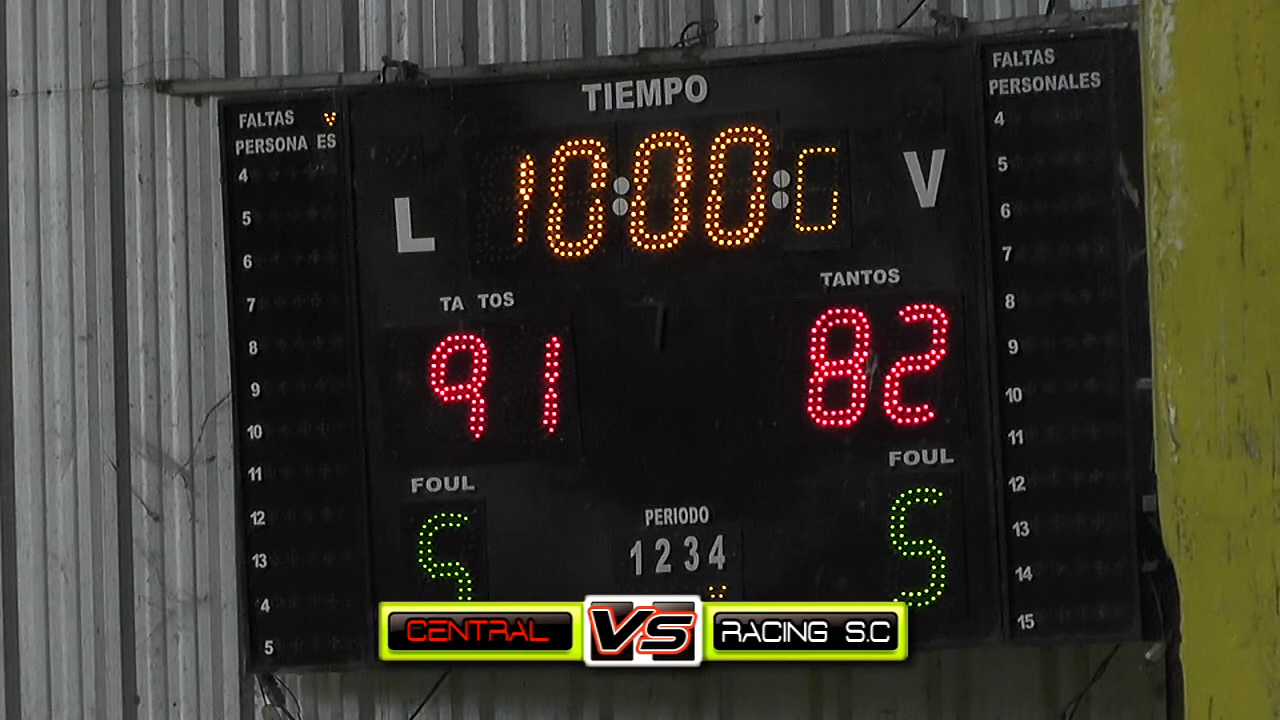 TIEMPO
10:00:0
L
V
FALTAS
PERSONA ES
4
5
6
7
8
9
10
11
12
13
4
5
TA TOS
91
FOUL
5
PERIODO
1234
TANTOS
82
FOUL
5
FALTAS
PERSONALES
4
5
6
7
8
9
10
11
12
13
14
15
CENTRAL VS RACING S.C